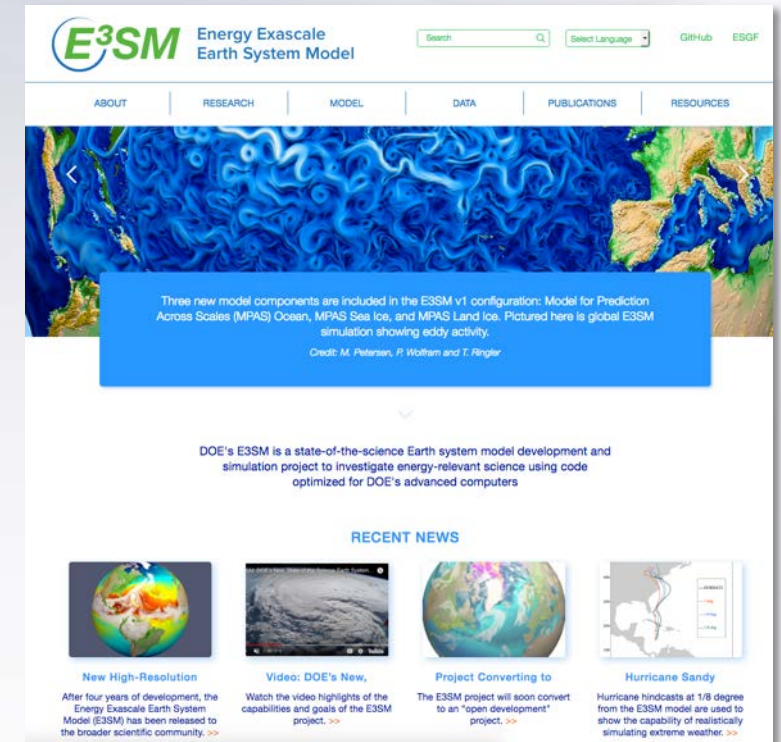 E³SM Energy Exascale
Earth System Model
Search
Select Language
GitHub ESGF
ABOUT RESEARCH MODEL DATA PUBLICATIONS RESOURCES
Three new model components are included in the E3SM v1 configuration: Model for Prediction
Across Scales (MPAS) Ocean, MPAS Sea Ice, and MPAS Land Ice. Pictured here is global E3SM
simulation showing eddy activity.
Credit: M. Petersen, P. Wolfram and T. Ringler
DOE's E3SM is a state-of-the-science Earth system model development and
simulation project to investigate energy-relevant science using code
optimized for DOE's advanced computers
RECENT NEWS
New High-Resolution
After four years of development, the
Energy Exascale Earth System
Model (E3SM) has been released to
the broader scientific community. >>
Video: DOE's New,
Watch the video highlights of the
capabilities and goals of the E3SM
project. >>
Project Converting to
The E3SM project will soon convert
to an "open development"
project. >>
Hurricane Sandy
Hurricane hindcasts at 1/8 degree
from the E3SM model are used to
show the capability of realistically
simulating extreme weather. >>